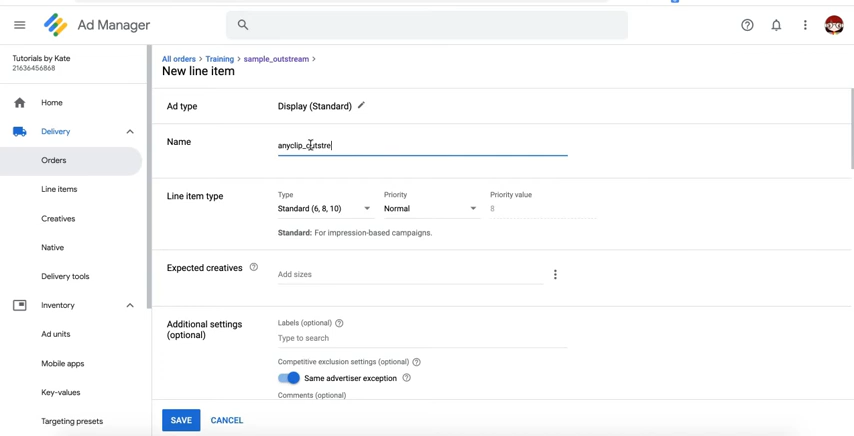 Ad Manager
Tutorials by Kate
21636456868
Home
Delivery
Orders
Line items
Creatives
Native
Delivery tools
Inventory
Ad units
Mobile apps
Key-values
Targeting presets
All orders > Training > sample_outstream >
New line item
Ad type
Display (Standard)
Name
anyclip_outstre
Line item type
Type
Priority
Priority value
Standard (6, 8, 10)
Normal
8
Standard: For impression-based campaigns.
Expected creatives
Add sizes
Additional settings
(optional)
Labels (optional)
Type to search
Competitive exclusion settings (optional)
Same advertiser exception
Comments (optional)
SAVE
CANCEL